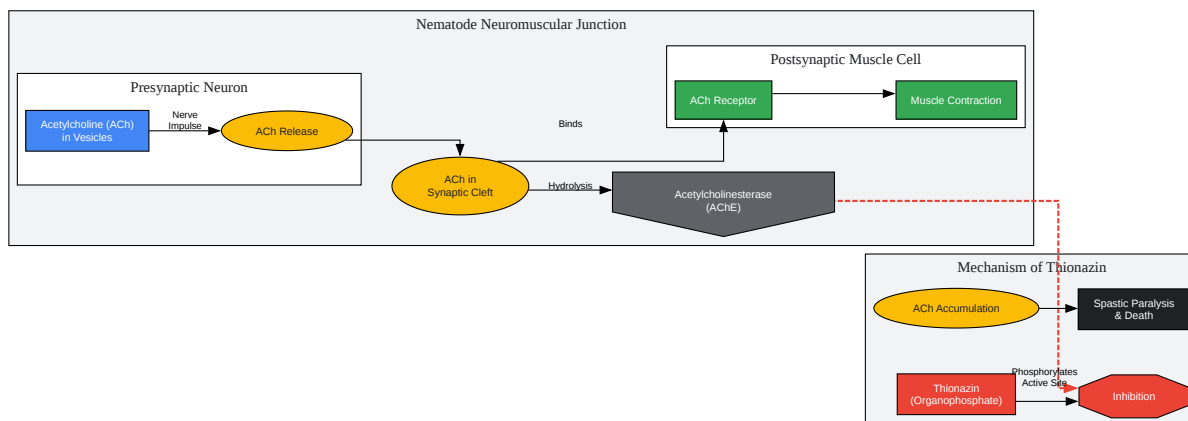 Nematode Neuromuscular Junction
Postsynaptic Muscle Cell
Presynaptic Neuron
ACh Receptor
Muscle Contraction
Acetylcholine (ACh)
in Vesicles
Nerve
Impulse
ACh Release
Binds
ACh in
Synaptic Cleft
Hydrolysis
Acetylcholinesterase
(AChE)
Mechanism of Thionazin
ACh Accumulation
Spastic Paralysis
& Death
Thionazin
(Organophosphate)
Phosphorylates
Active Site
Inhibition